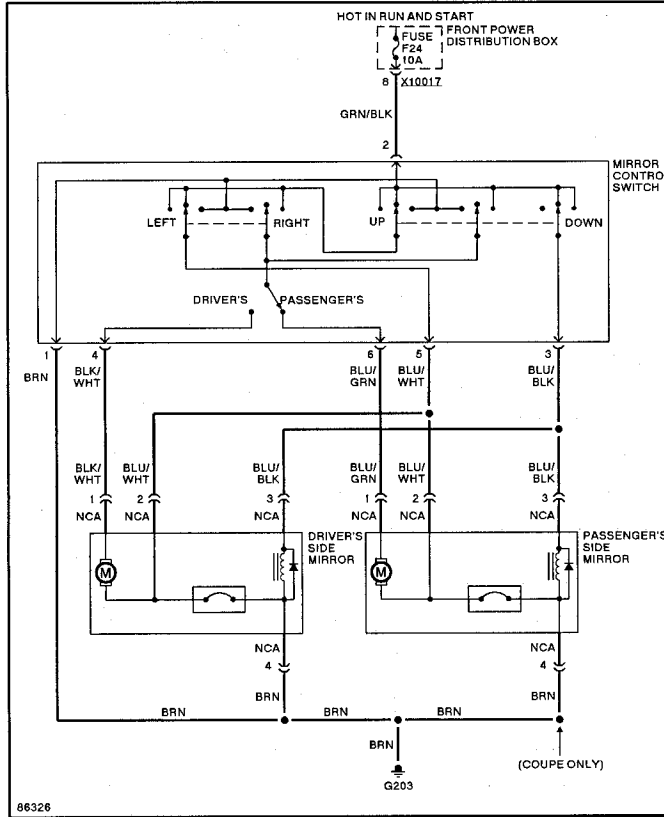 HOT IN RUN AND START
FUSE
F24
10A
FRONT POWER
DISTRIBUTION BOX
8 X10017
GRN/BLK
2
MIRROR
CONTRO
SWITCH
LEFT
RIGHT
UP
DOWN
DRIVER'S
PASSENGER'S
1 4 6 5 3
BRN
BLK/
WHT
BLU/
GRN
BLU/
WHT
BLU/
BLK
BLK/
WHT
BLU/
WHT
BLU/
BLK
BLU/
GRN
BLU/
WHT
BLU/
BLK
1 2 3 1 2 3
NCA NCA NCA NCA NCA NCA
DRIVER'S
SIDE
MIRROR
PASSENGER'S
SIDE
MIRROR
M M
NCA NCA
4 4
BRN BRN
BRN BRN BRN
BRN
G203
(COUPE ONLY)
86326